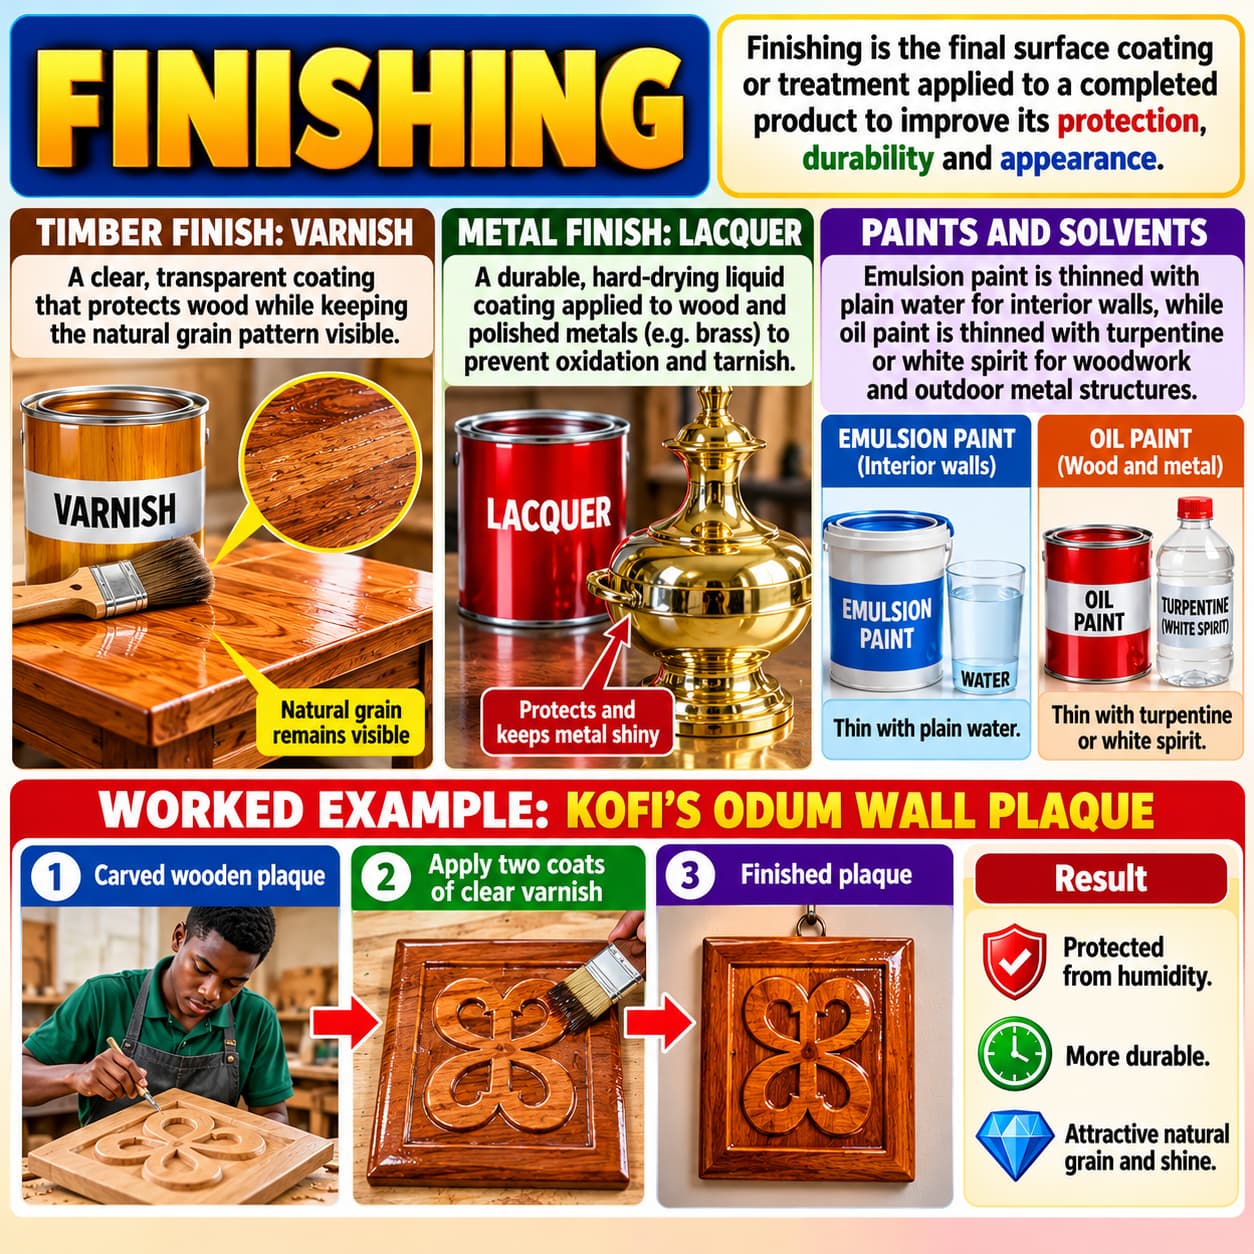 FINISHING
Finishing is the final surface coating
or treatment applied to a completed
product to improve its protection,
durability and appearance.
TIMBER FINISH: VARNISH
A clear, transparent coating
that protects wood while keeping
the natural grain pattern visible.
VARNISH
Natural grain
remains visible
METAL FINISH: LACQUER
A durable, hard-drying liquid
coating applied to wood and
polished metals (e.g. brass) to
prevent oxidation and tarnish.
LACQUER
Protects and
keeps metal shiny
PAINTS AND SOLVENTS
Emulsion paint is thinned with
plain water for interior walls, while
oil paint is thinned with turpentine
or white spirit for woodwork
and outdoor metal structures.
EMULSION PAINT
(Interior walls)
EMULSION
PAINT
WATER
Thin with plain water.
OIL PAINT
(Wood and metal)
OIL
PAINT
TURPENTINE
(WHITE SPIRIT)
Thin with turpentine
or white spirit.
WORKED EXAMPLE: KOFI'S ODUM WALL PLAQUE
1 Carved wooden plaque
2 Apply two coats
of clear varnish
3 Finished plaque
Result
Protected
from humidity.
More durable.
Attractive natural
grain and shine.